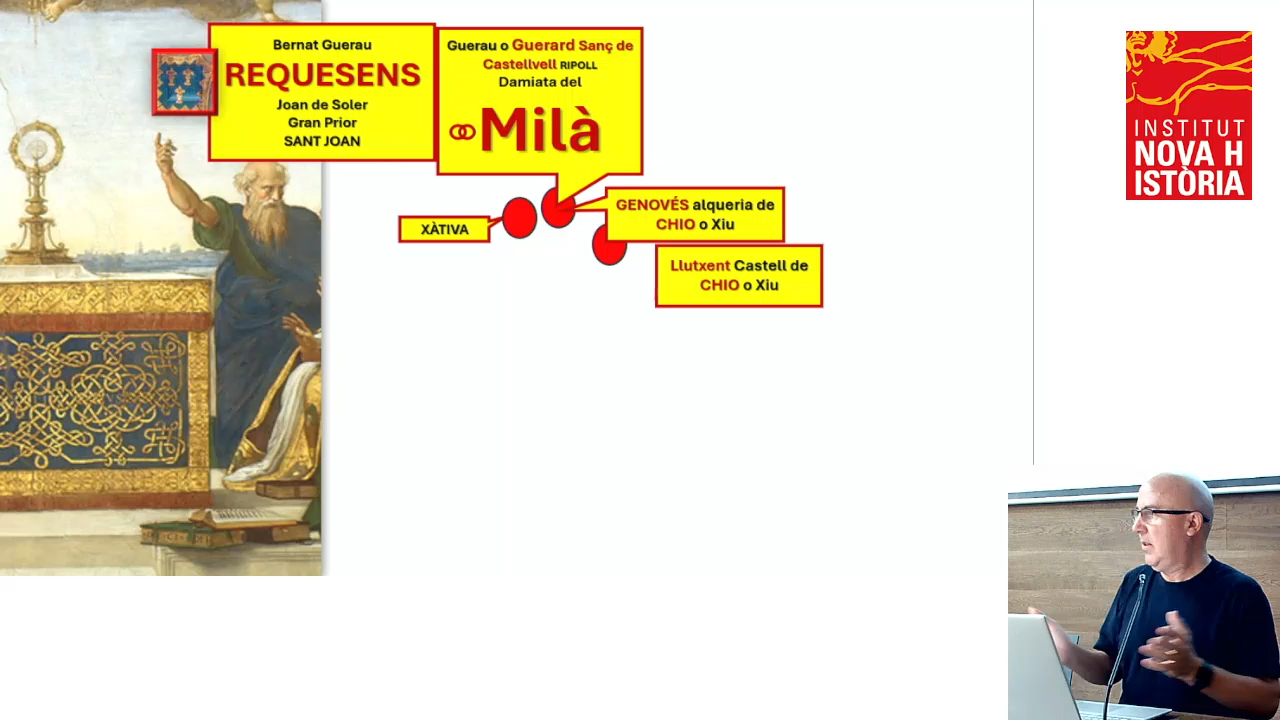 Bernat Guerau
REQUESENS
Joan de Soler
Gran Prior
SANT JOAN
Guerau o Guerard Sanç de
Castellvell RIPOLL
Damiata del
Milà
XÀTIVA
GENOVÉS alqueria de
CHIO o Xiu
Llutxent Castell de
CHIO o Xiu
INSTITUT
NOVA H
ISTÒRIA